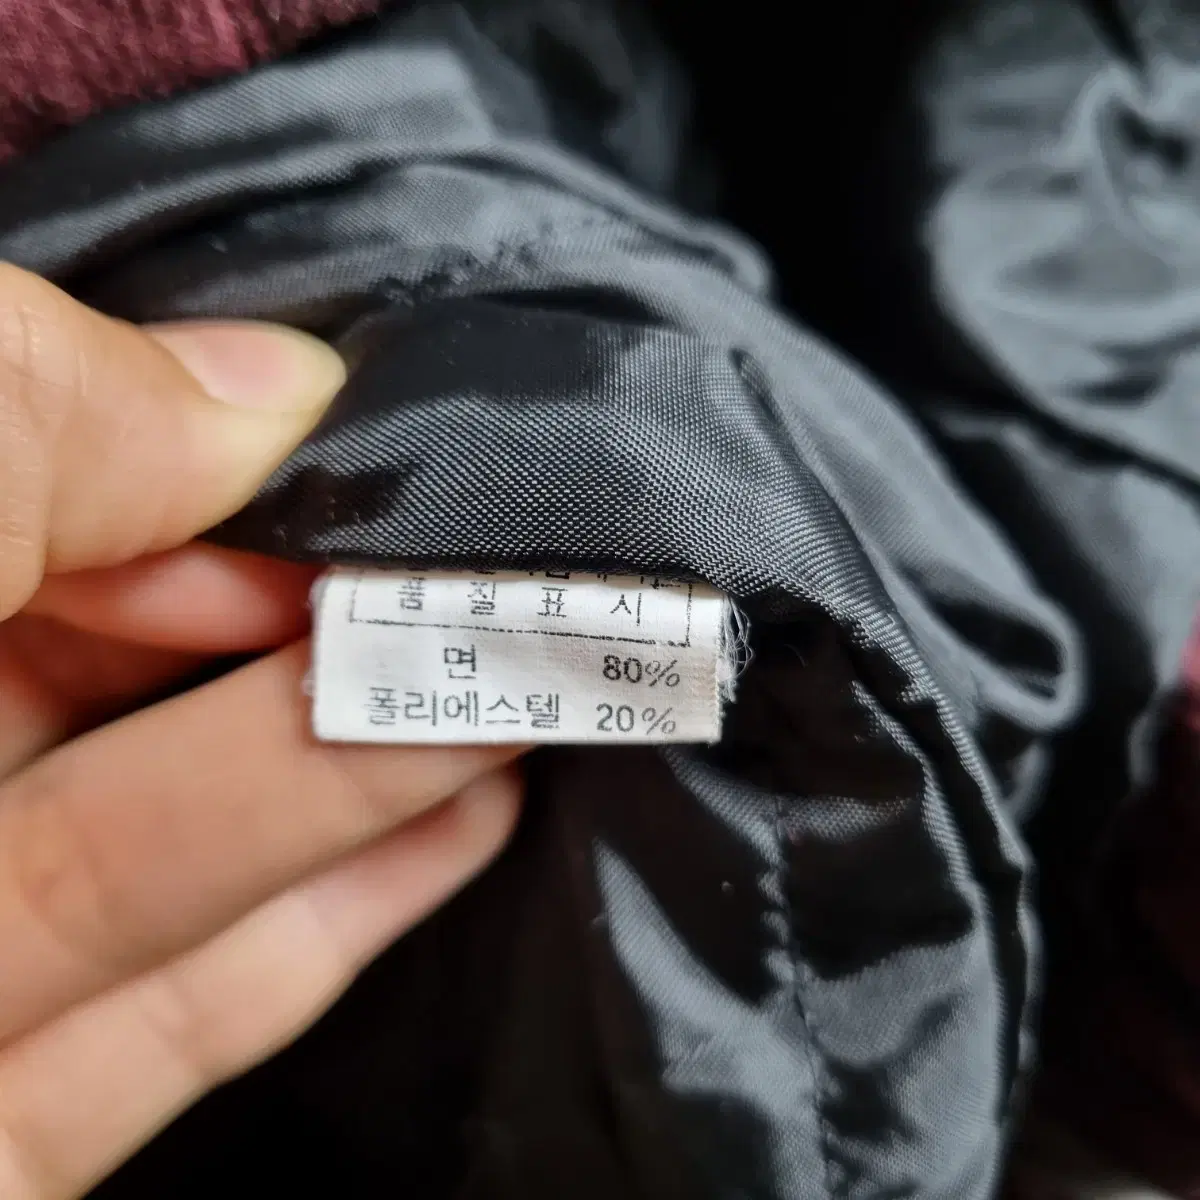 품 질 표 시
면 80%
폴리에스텔 20%